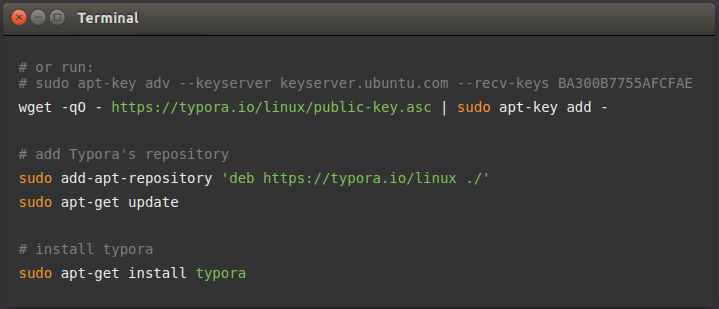 Terminal
# or run:
# sudo apt-key adv --keyserver keyserver.ubuntu.com --recv-keys BA300B7755AFCFAE
wget -qO - https://typora.io/linux/public-key.asc | sudo apt-key add -
# add Typora's repository
sudo add-apt-repository 'deb https://typora.io/linux ./'
sudo apt-get update
# install typora
sudo apt-get install typora